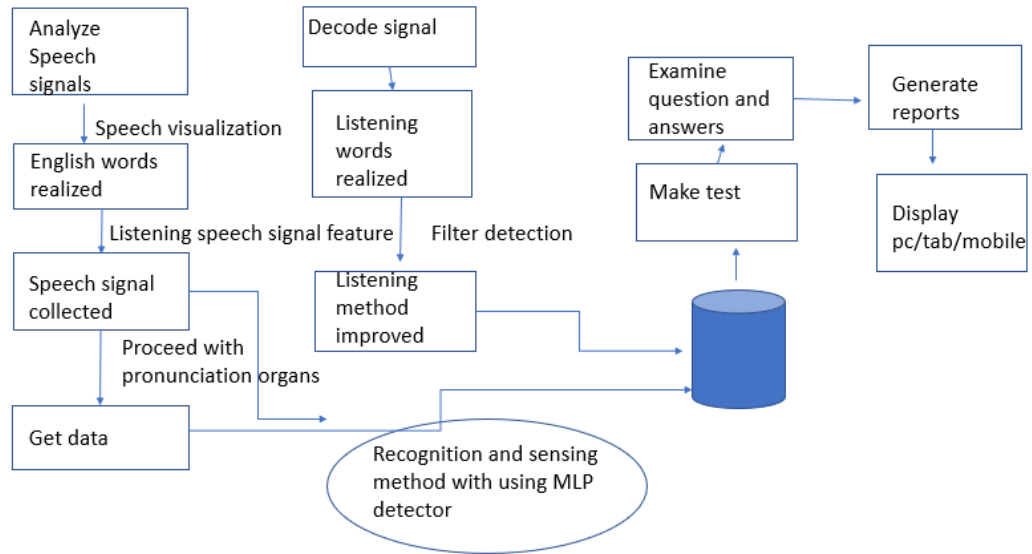 Analyze
Speech
signals
Speech visualization
English words
realized
Listening speech signal feature
Speech signal
collected
Proceed with
pronunciation organs
Get data
Decode signal
Listening
words
realized
Filter detection
Listening
method
improved
Recognition and sensing
method with using MLP
detector
Make test
Examine
question and
answers
Generate
reports
Display
pc/tab/mobile